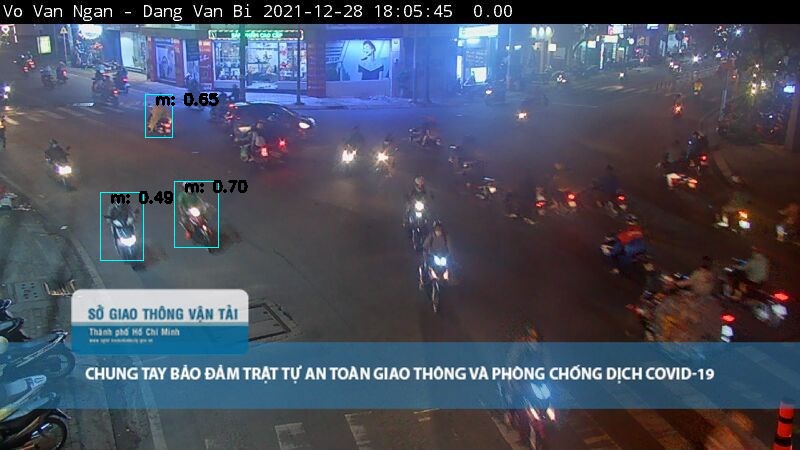 Vo Van Ngan - Dang Van Bi 2021-12-28 18:05:45  0.00
m: 0.65
m: 0.49
m: 0.70
SỞ GIAO THÔNG VẬN TẢI
Thành phố Hồ Chí Minh
CHUNG TAY BẢO ĐẢM TRẬT TỰ AN TOÀN GIAO THÔNG VÀ PHÒNG CHỐNG DỊCH COVID-19